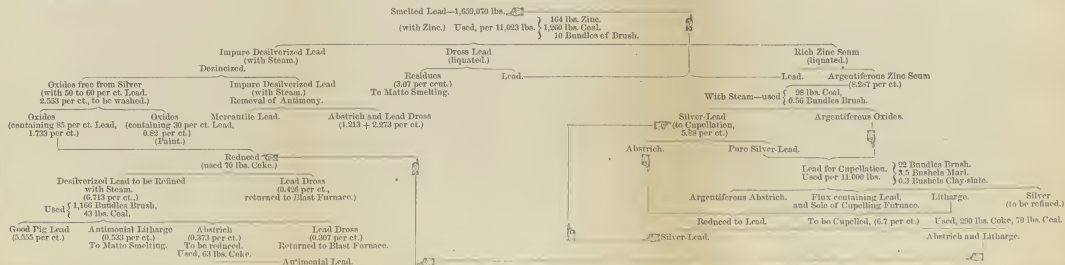 Smelted Lead—1,659,070 lbs.
(with Zinc.) Used, per 11,023 lbs.
164 lbs. Zinc.
1,260 lbs. Coal.
10 Bundles of Brush.
Impure Desilverized Lead
(with Steam.)
Dezincized.
Dross Lead
(liquated.)
Rich Zinc Scum
(liquated.)
Oxides free from Silver
(with 50 to 60 per ct. Lead.
2.553 per ct., to be washed.)
Impure Desilverized Lead
(with Steam.)
Removal of Antimony.
Residues
(3.07 per cent.)
To Matte Smelting.
Lead.
Lead.
Argentiferous Zinc Scum
(8.287 per ct.)
With Steam—used
98 lbs. Coal,
0.56 Bundles Brush.
Oxides
(containing 85 per ct. Lead,
1.733 per ct.)
Oxides
(containing 30 per ct. Lead,
0.82 per ct.)
(Paint.)
Mercantile Lead.
Abstrich and Lead Dross
(1.213 + 2.273 per ct.)
Silver-Lead
(to Cupellation,
5.88 per ct.)
Argentiferous Oxides.
Abstrich.
Pure Silver-Lead.
Reduced
(used 70 lbs. Coke.)
Lead for Cupellation.
Used per 11.000 lbs.
22 Bundles Brush.
3.5 Bushels Marl.
0.3 Bushels Clay-slate.
Desilverized Lead to be Refined
with Steam.
(6.713 per ct.,)
Used
1,166 Bundles Brush,
43 lbs. Coal.
Lead Dross
(0.426 per ct.,
returned to Blast Furnace.)
Argentiferous Abstrich.
Flux containing Lead,
and Sole of Cupelling Furnace.
Litharge.
Silver
(to be refined.)
Good Pig Lead
(5.555 per ct.)
Antimonial Litharge
(0.533 per ct.)
To Matte Smelting.
Abstrich
(0.373 per ct.)
To be reduced.
Used, 63 lbs. Coke.
Lead Dross
(0.307 per ct.)
Returned to Blast Furnace.
Reduced to Lead.
To be Cupelled, (6.7 per ct.)
Used, 290 lbs. Coke, 70 lbs. Coal.
Silver-Lead.
Abstrich and Litharge.
Antimonial Lead.